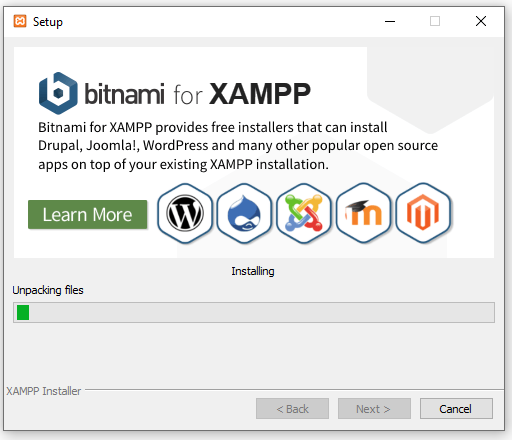 Setup
bitnami for XAMPP
Bitnami for XAMPP provides free installers that can install
Drupal, Joomla!, WordPress and many other popular open source
apps on top of your existing XAMPP installation.
Learn More
Installing
Unpacking files
XAMPP Installer
< Back
Next >
Cancel